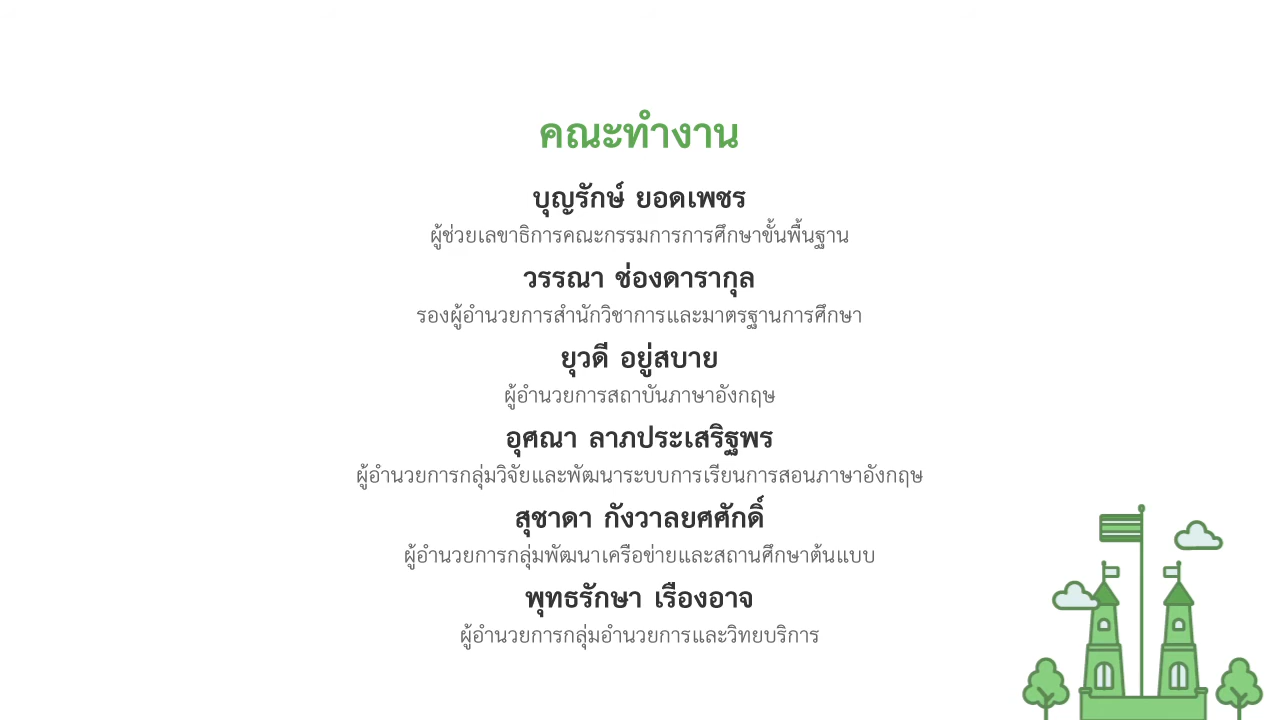 คณะทำงาน
บุญรักษ์ ยอดเพชร
ผู้ช่วยเลขาธิการคณะกรรมการการศึกษาขั้นพื้นฐาน
วรรณา ช่องดารากุล
รองผู้อำนวยการสำนักวิชาการและมาตรฐานการศึกษา
ยุวดี อยู่สบาย
ผู้อำนวยการสถาบันภาษาอังกฤษ
อุศณา ลาภประเสริฐพร
ผู้อำนวยการกลุ่มวิจัยและพัฒนาระบบการเรียนการสอนภาษาอังกฤษ
สุชาดา กังวาลยศศักดิ์
ผู้อำนวยการกลุ่มพัฒนาเครือข่ายและสถานศึกษาต้นแบบ
พุทธรักษา เรืองอาจ
ผู้อำนวยการกลุ่มอำนวยการและวิทยบริการ